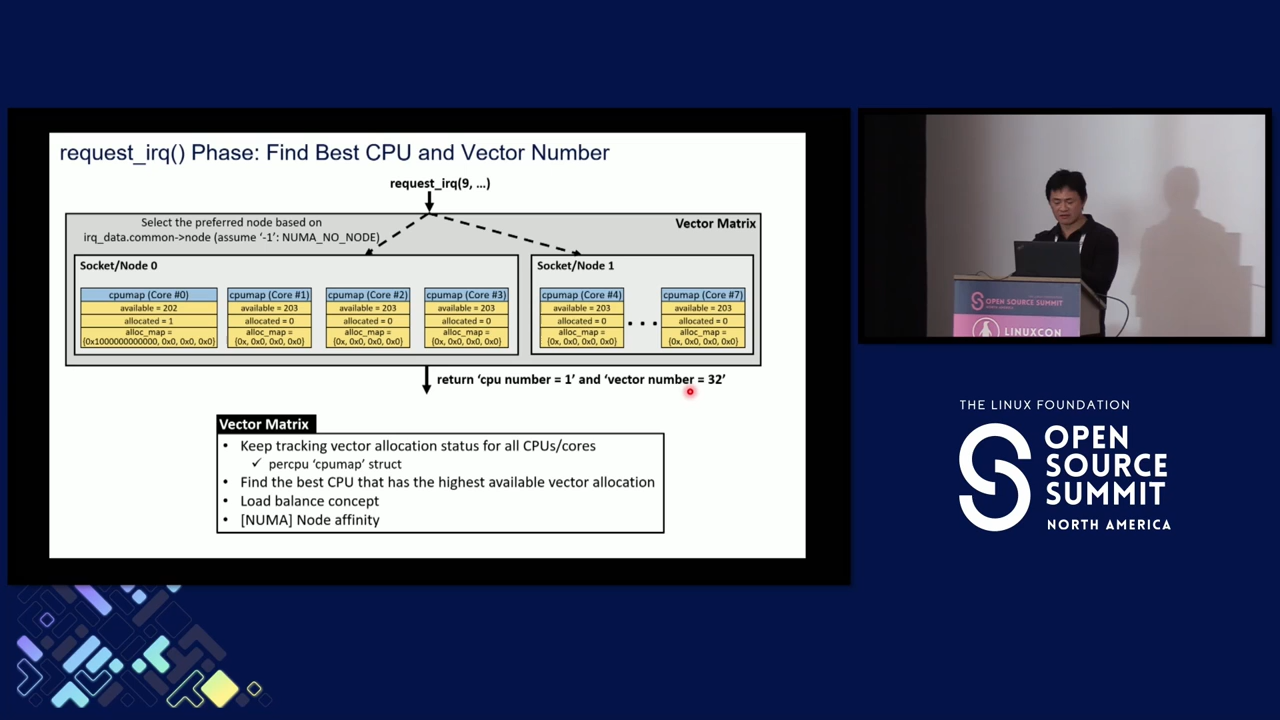 request_irq() Phase: Find Best CPU and Vector Number
request_irq(9, ...)
Select the preferred node based on
irq_data.common->node (assume '-1': NUMA_NO_NODE)
Vector Matrix
Socket/Node 0
cpumap (Core #0)
available = 202
allocated = 1
alloc_map =
{0x1000000000000, 0x0, 0x0, 0x0}
cpumap (Core #1)
available = 203
allocated = 0
alloc_map =
{0x, 0x0, 0x0, 0x0}
cpumap (Core #2)
available = 203
allocated = 0
alloc_map =
{0x, 0x0, 0x0, 0x0}
cpumap (Core #3)
available = 203
allocated = 0
alloc_map =
{0x, 0x0, 0x0, 0x0}
Socket/Node 1
cpumap (Core #4)
available = 203
allocated = 0
alloc_map =
{0x, 0x0, 0x0, 0x0}
. . .
cpumap (Core #7)
available = 203
allocated = 0
alloc_map =
{0x, 0x0, 0x0, 0x0}
return 'cpu number = 1' and 'vector number = 32'
Vector Matrix
• Keep tracking vector allocation status for all CPUs/cores
✓ percpu 'cpumap' struct
• Find the best CPU that has the highest available vector allocation
• Load balance concept
• [NUMA] Node affinity
OPEN SOURCE SUMMIT
LINUXCON
THE LINUX FOUNDATION
OPEN
SOURCE
SUMMIT
NORTH AMERICA